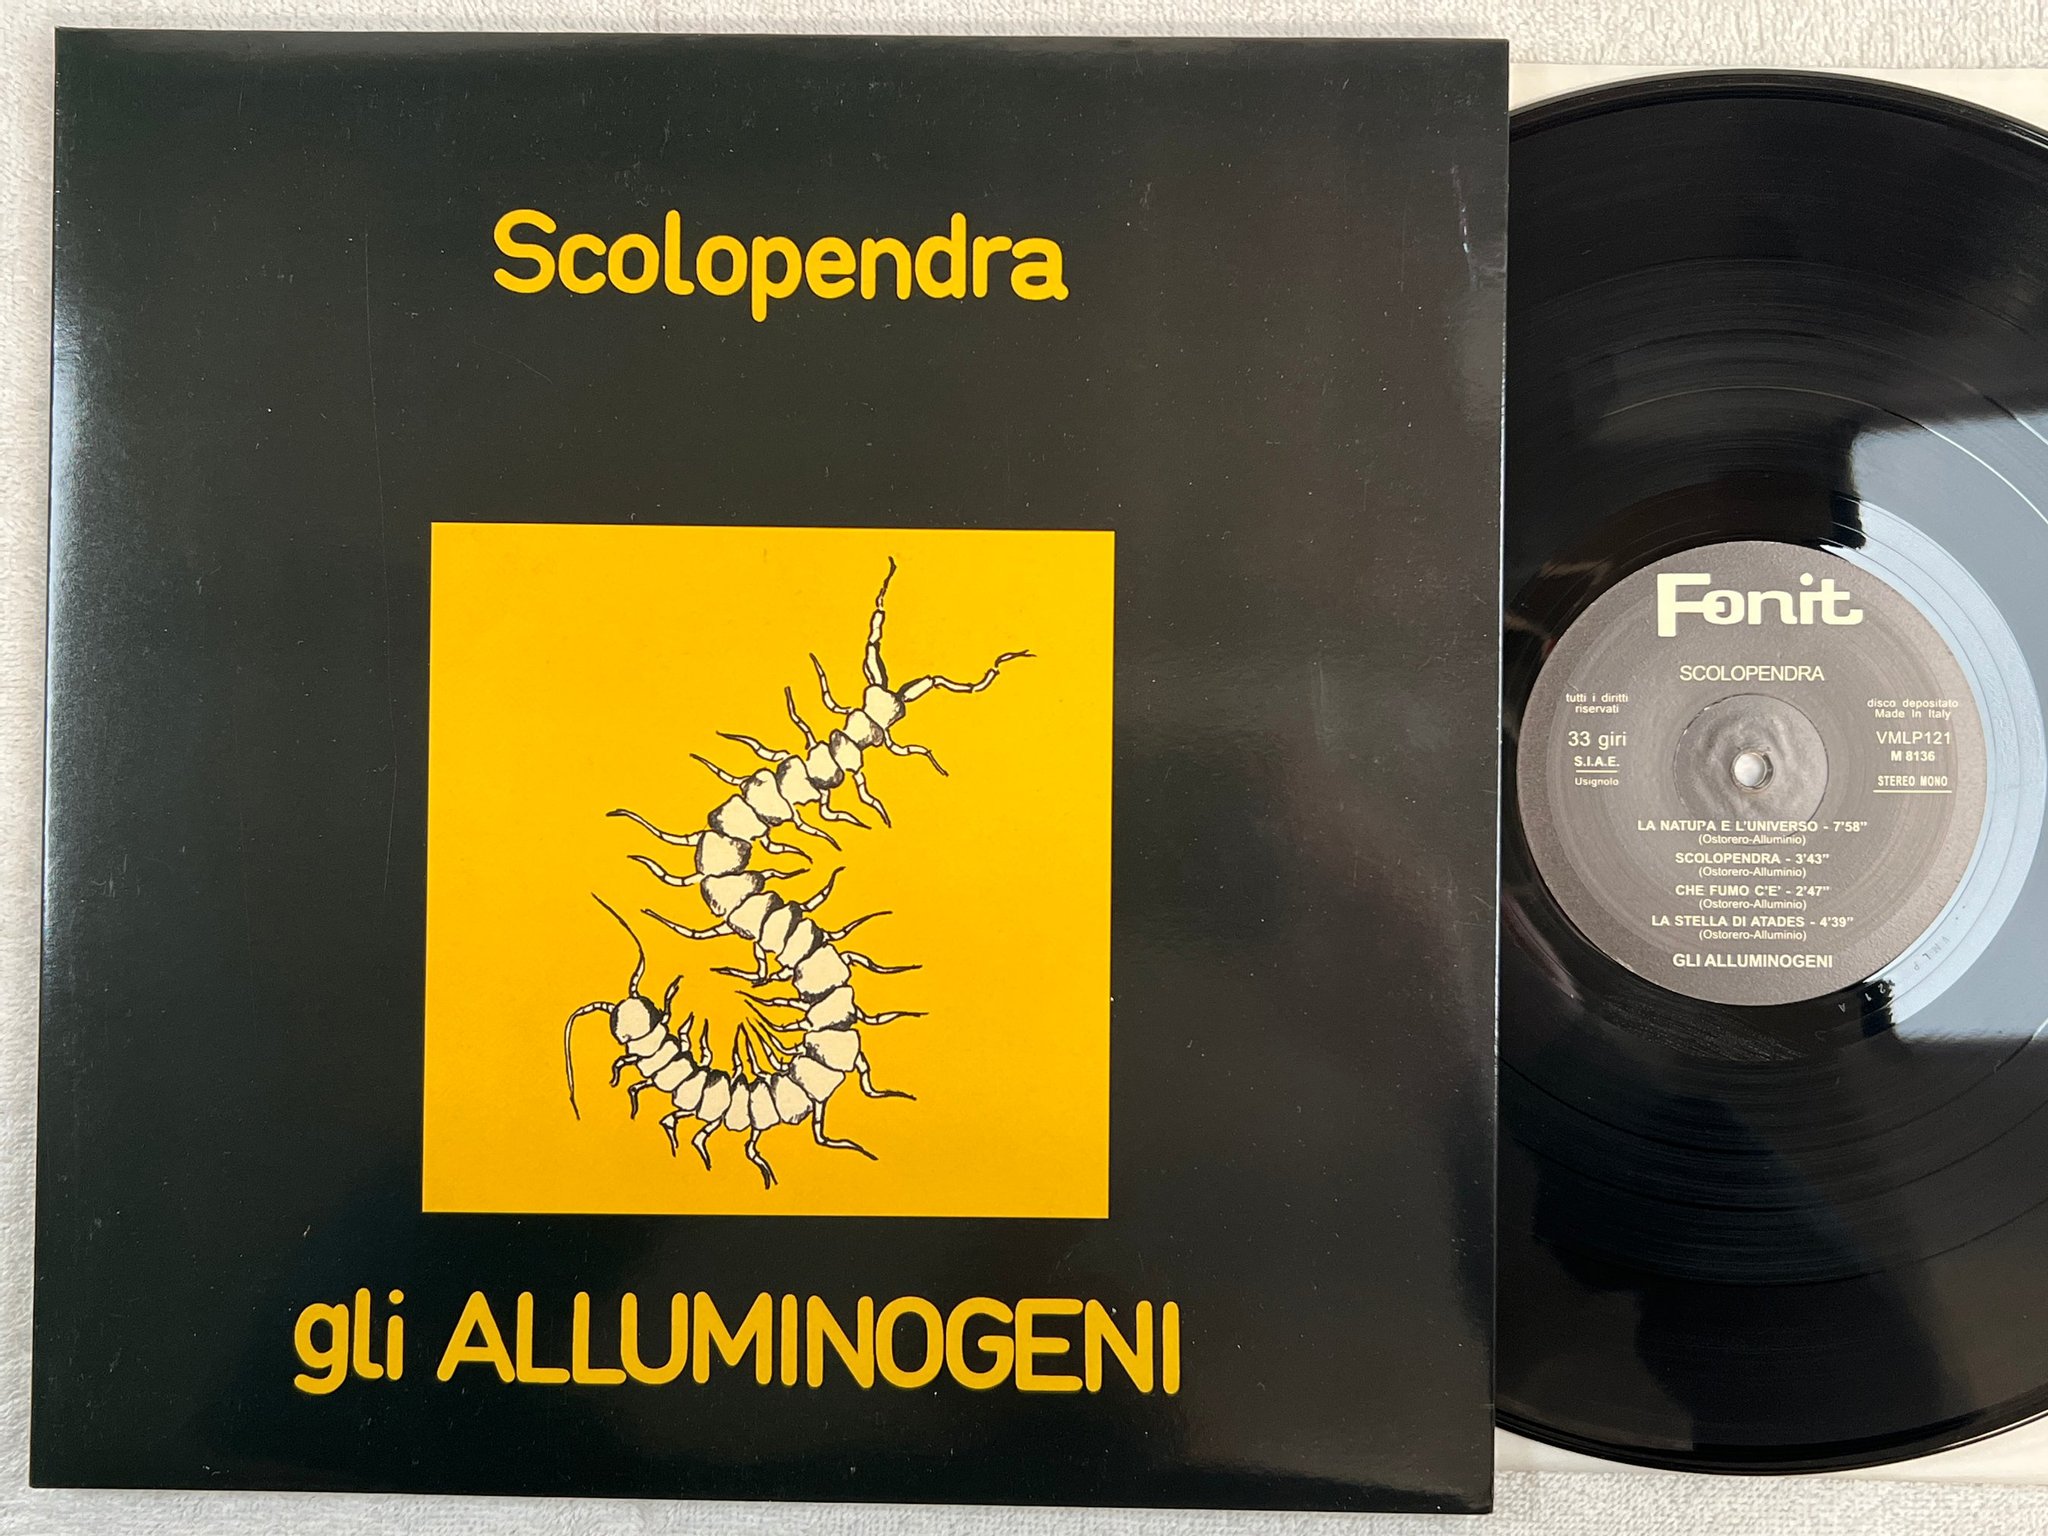 Scolopendra
gli ALLUMINOGENI
Fonit
SCOLOPENDRA
tutti i diritti
riservati
33 giri
S.I.A.E.
Usignolo
disco depositato
Made In Italy
VMLP121
M 8136
STEREO MONO
LA NATURA E L'UNIVERSO - 7'58"
(Ostorero-Alluminio)
SCOLOPENDRA - 3'43"
(Ostorero-Alluminio)
CHE FUMO C'E' - 2'47"
(Ostorero-Alluminio)
LA STELLA DI ATADES - 4'39"
(Ostorero-Alluminio)
GLI ALLUMINOGENI